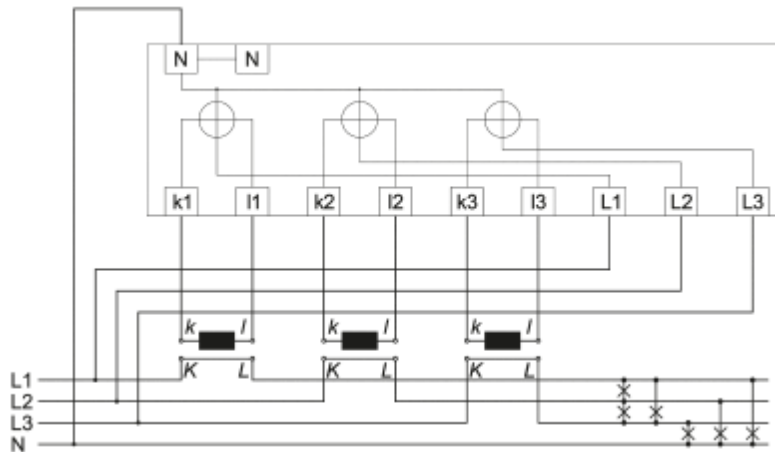 N N
k1 l1 k2 l2 k3 l3 L1 L2 L3
k l k l k l
K L K L K L
L1
L2
L3
N